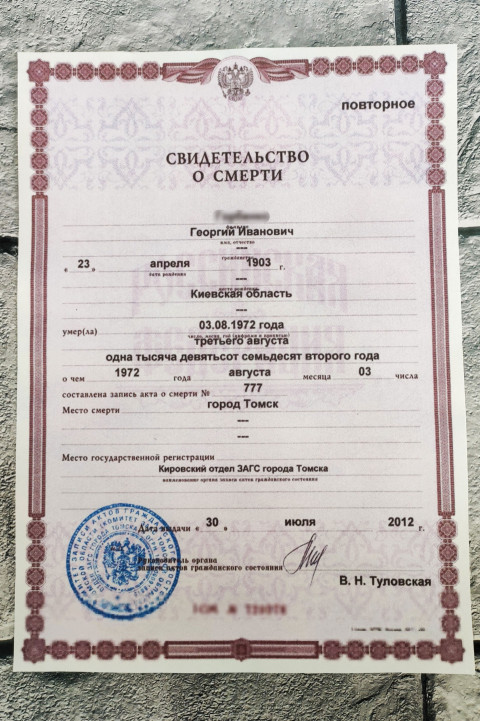 повторное
СВИДЕТЕЛЬСТВО
О СМЕРТИ
Георгий Иванович
имя, отчество
гражданство
« 23 » апреля 1903 г.
дата рождения
место рождения
Киевская область
умер(ла) 03.08.1972 года
третьего августа
одна тысяча девятьсот семьдесят второго года
о чем 1972 года августа месяца 03 числа
составлена запись акта о смерти № 777
Место смерти город Томск
Место государственной регистрации
Кировский отдел ЗАГС города Томска
наименование органа записи актов гражданского состояния
Дата выдачи « 30 » июля 2012 г.
Руководитель органа
записи актов гражданского состояния
В. Н. Туловская